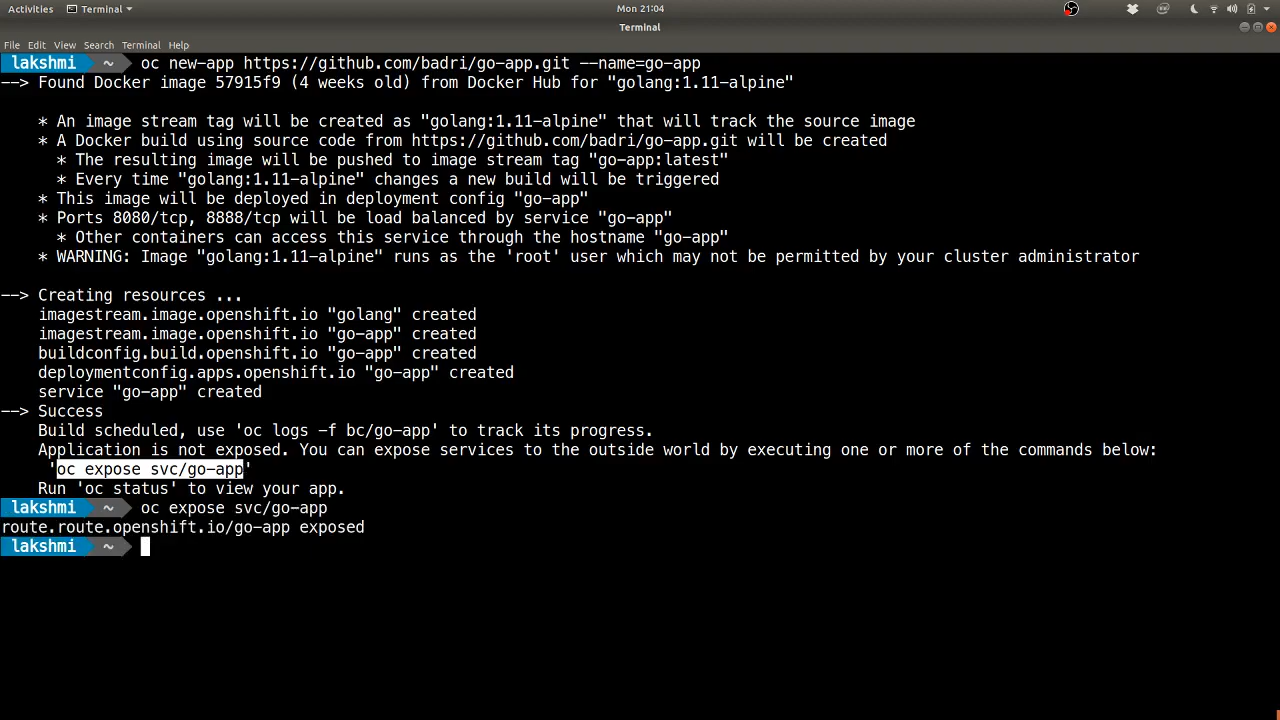 Activities Terminal Mon 21:04
Terminal
File Edit View Search Terminal Help
lakshmi ~ oc new-app https://github.com/badri/go-app.git --name=go-app
--> Found Docker image 57915f9 (4 weeks old) from Docker Hub for "golang:1.11-alpine"
* An image stream tag will be created as "golang:1.11-alpine" that will track the source image
* A Docker build using source code from https://github.com/badri/go-app.git will be created
* The resulting image will be pushed to image stream tag "go-app:latest"
* Every time "golang:1.11-alpine" changes a new build will be triggered
* This image will be deployed in deployment config "go-app"
* Ports 8080/tcp, 8888/tcp will be load balanced by service "go-app"
* Other containers can access this service through the hostname "go-app"
* WARNING: Image "golang:1.11-alpine" runs as the 'root' user which may not be permitted by your cluster administrator
--> Creating resources ...
imagestream.image.openshift.io "golang" created
imagestream.image.openshift.io "go-app" created
buildconfig.build.openshift.io "go-app" created
deploymentconfig.apps.openshift.io "go-app" created
service "go-app" created
--> Success
Build scheduled, use 'oc logs -f bc/go-app' to track its progress.
Application is not exposed. You can expose services to the outside world by executing one or more of the commands below:
'oc expose svc/go-app'
Run 'oc status' to view your app.
lakshmi ~ oc expose svc/go-app
route.route.openshift.io/go-app exposed
lakshmi ~